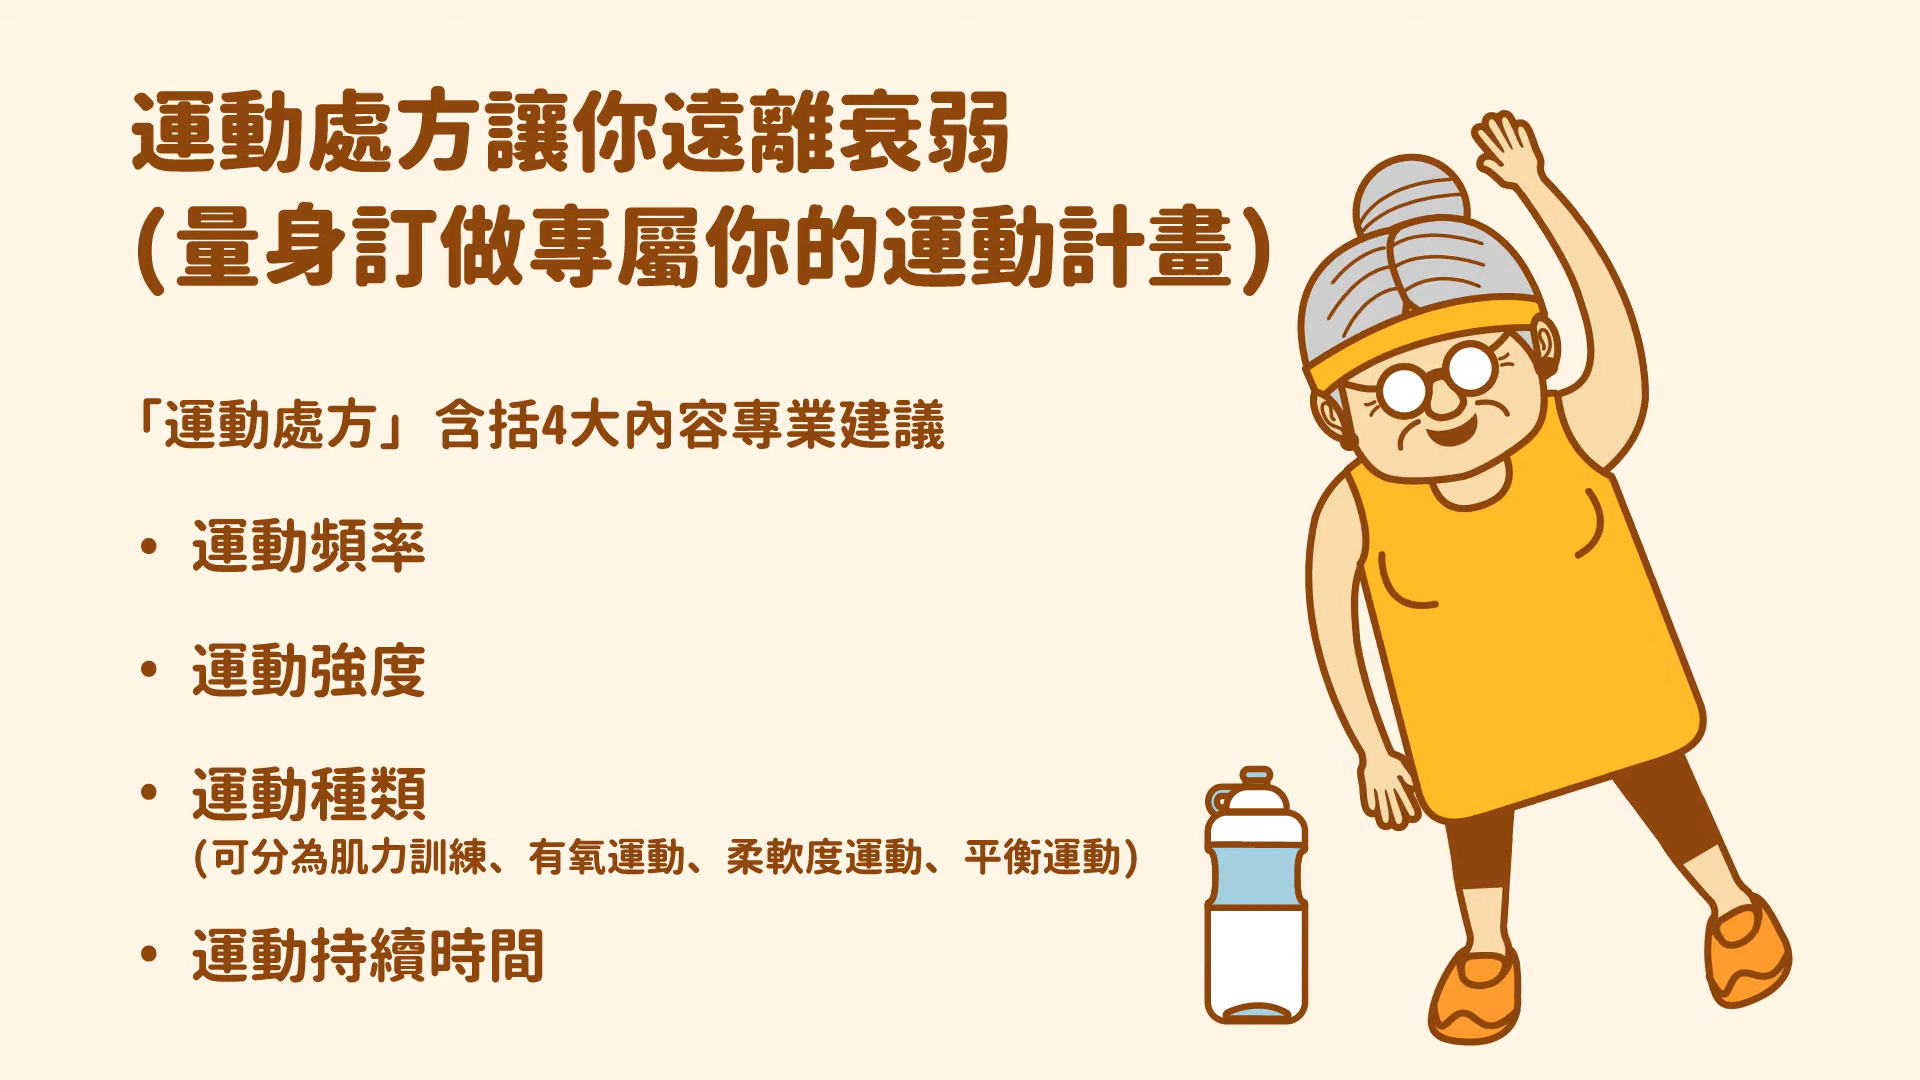 運動處方讓你遠離衰弱
(量身訂做專屬你的運動計畫)
「運動處方」含括4大內容專業建議
• 運動頻率
• 運動強度
• 運動種類
(可分為肌力訓練、有氧運動、柔軟度運動、平衡運動)
• 運動持續時間